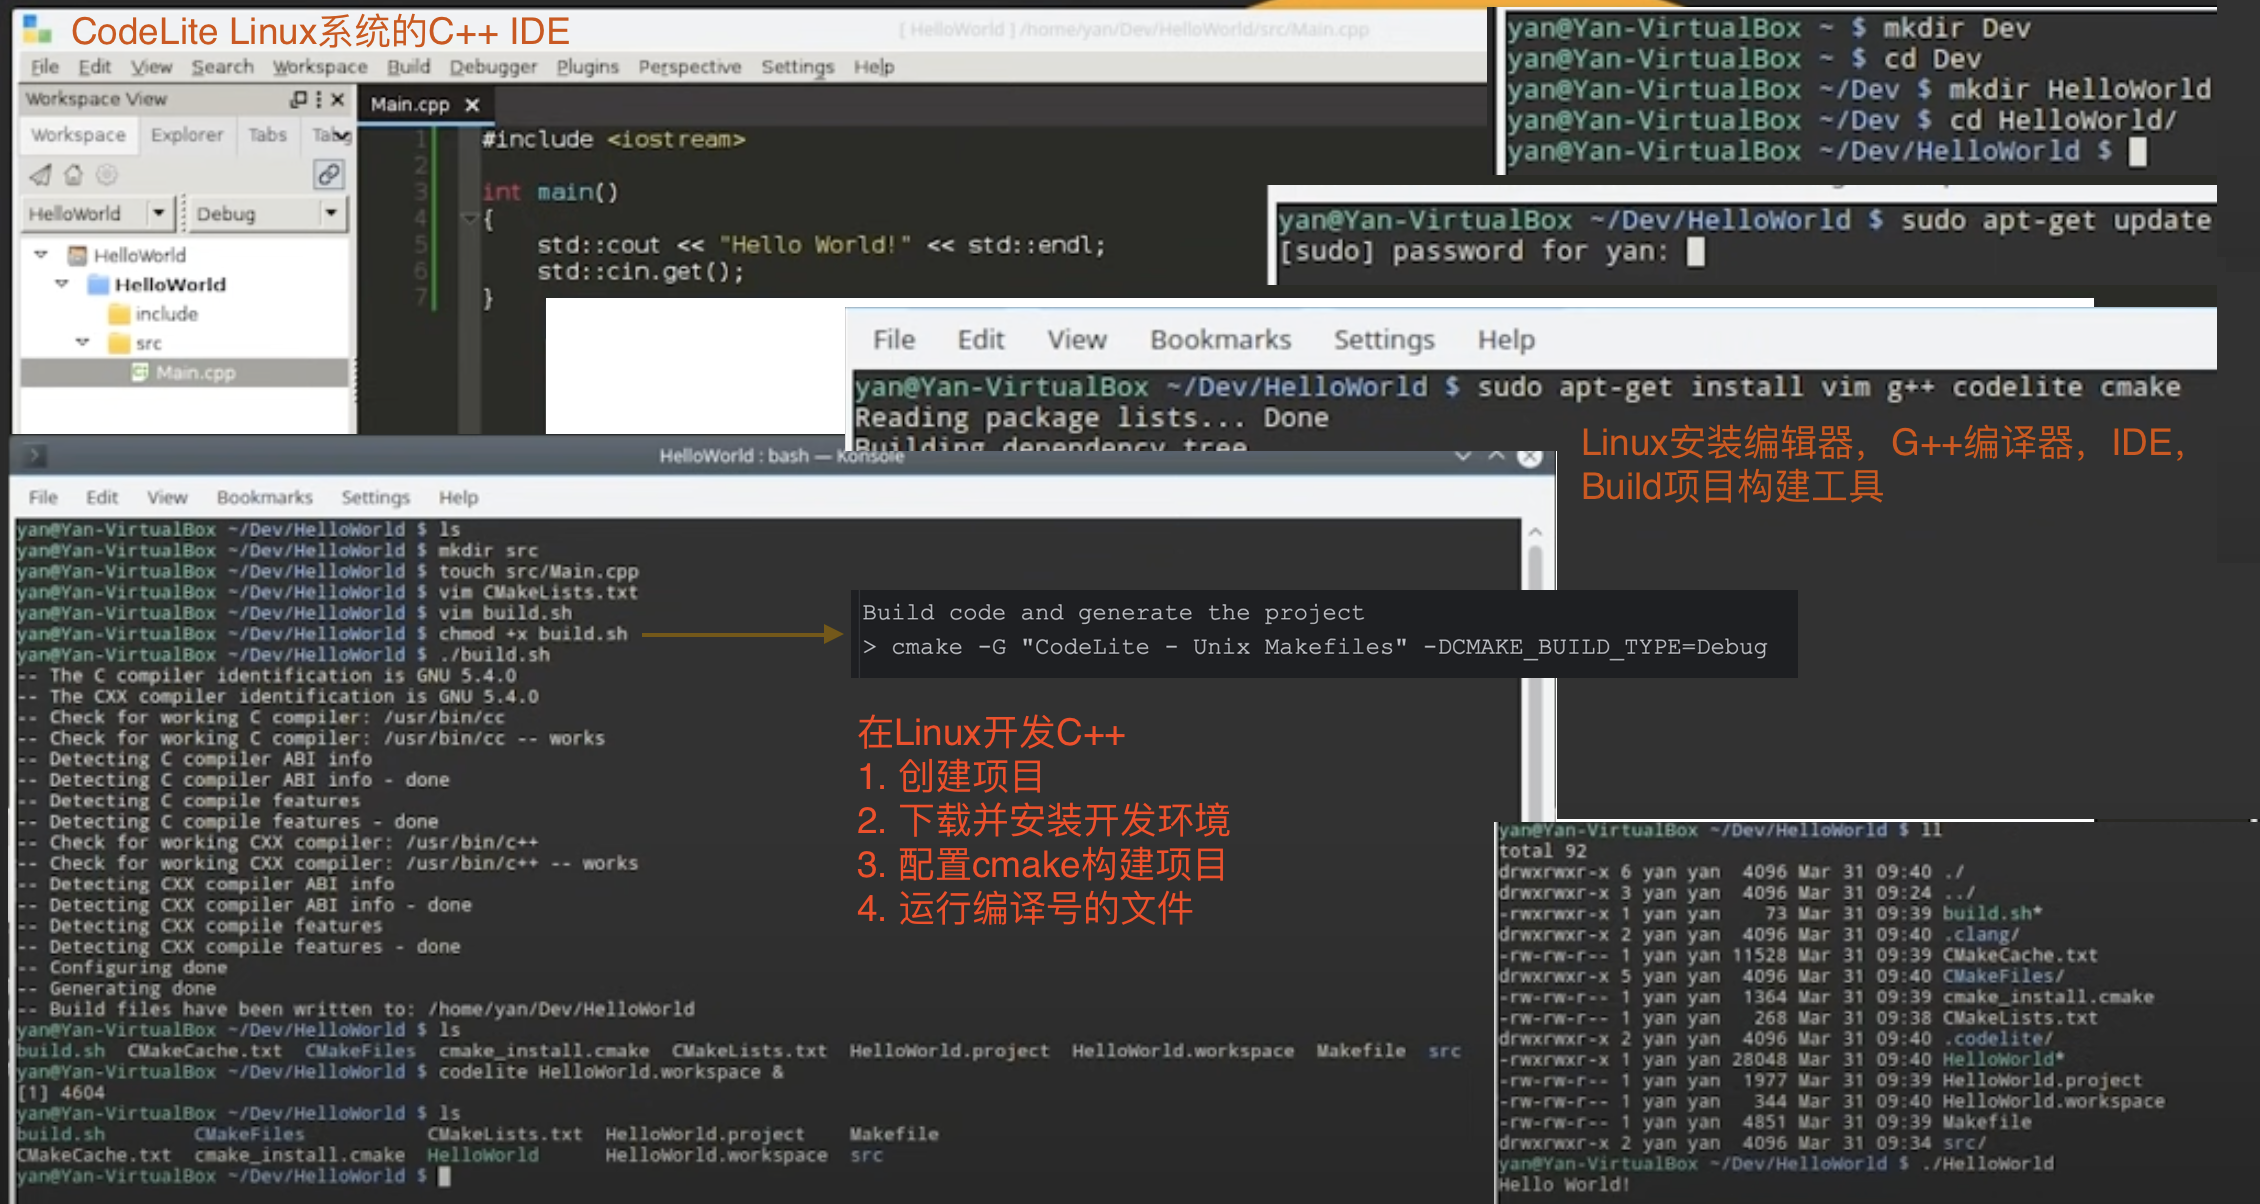 CodeLite Linux系统的C++ IDE
[ HelloWorld ] /home/yan/Dev/HelloWorld/src/Main.cpp
File Edit View Search Workspace Build Debugger Plugins Perspective Settings Help
Workspace View
Workspace Explorer Tabs
HelloWorld Debug
HelloWorld
HelloWorld
include
src
Main.cpp
Main.cpp
1 #include <iostream>
2
3 int main()
4 {
5 std::cout << "Hello World!" << std::endl;
6 std::cin.get();
7 }
yan@Yan-VirtualBox ~ $ mkdir Dev
yan@Yan-VirtualBox ~ $ cd Dev
yan@Yan-VirtualBox ~/Dev $ mkdir HelloWorld
yan@Yan-VirtualBox ~/Dev $ cd HelloWorld/
yan@Yan-VirtualBox ~/Dev/HelloWorld $
yan@Yan-VirtualBox ~/Dev/HelloWorld $ sudo apt-get update
[sudo] password for yan:
File Edit View Bookmarks Settings Help
yan@Yan-VirtualBox ~/Dev/HelloWorld $ sudo apt-get install vim g++ codelite cmake
Reading package lists... Done
Building dependency tree
Linux安装编辑器，G++编译器，IDE，
Build项目构建工具
HelloWorld : bash — Konsole
File Edit View Bookmarks Settings Help
yan@Yan-VirtualBox ~/Dev/HelloWorld $ ls
yan@Yan-VirtualBox ~/Dev/HelloWorld $ mkdir src
yan@Yan-VirtualBox ~/Dev/HelloWorld $ touch src/Main.cpp
yan@Yan-VirtualBox ~/Dev/HelloWorld $ vim CMakeLists.txt
yan@Yan-VirtualBox ~/Dev/HelloWorld $ vim build.sh
yan@Yan-VirtualBox ~/Dev/HelloWorld $ chmod +x build.sh
yan@Yan-VirtualBox ~/Dev/HelloWorld $ ./build.sh
-- The C compiler identification is GNU 5.4.0
-- The CXX compiler identification is GNU 5.4.0
-- Check for working C compiler: /usr/bin/cc
-- Check for working C compiler: /usr/bin/cc -- works
-- Detecting C compiler ABI info
-- Detecting C compiler ABI info - done
-- Detecting C compile features
-- Detecting C compile features - done
-- Check for working CXX compiler: /usr/bin/c++
-- Check for working CXX compiler: /usr/bin/c++ -- works
-- Detecting CXX compiler ABI info
-- Detecting CXX compiler ABI info - done
-- Detecting CXX compile features
-- Detecting CXX compile features - done
-- Configuring done
-- Generating done
-- Build files have been written to: /home/yan/Dev/HelloWorld
yan@Yan-VirtualBox ~/Dev/HelloWorld $ ls
build.sh CMakeCache.txt CMakeFiles cmake_install.cmake CMakeLists.txt HelloWorld.project HelloWorld.workspace Makefile src
yan@Yan-VirtualBox ~/Dev/HelloWorld $ codelite HelloWorld.workspace &
[1] 4604
yan@Yan-VirtualBox ~/Dev/HelloWorld $ ls
build.sh CMakeFiles CMakeLists.txt HelloWorld.project Makefile
CMakeCache.txt cmake_install.cmake HelloWorld HelloWorld.workspace src
yan@Yan-VirtualBox ~/Dev/HelloWorld $
Build code and generate the project
> cmake -G "CodeLite - Unix Makefiles" -DCMAKE_BUILD_TYPE=Debug
在Linux开发C++
1. 创建项目
2. 下载并安装开发环境
3. 配置cmake构建项目
4. 运行编译号的文件
yan@Yan-VirtualBox ~/Dev/HelloWorld $ ll
total 92
drwxrwxr-x 6 yan yan 4096 Mar 31 09:40 ./
drwxrwxr-x 3 yan yan 4096 Mar 31 09:24 ../
-rwxrwxr-x 1 yan yan 73 Mar 31 09:39 build.sh*
drwxrwxr-x 2 yan yan 4096 Mar 31 09:40 .clang/
-rw-rw-r-- 1 yan yan 11528 Mar 31 09:39 CMakeCache.txt
drwxrwxr-x 5 yan yan 4096 Mar 31 09:40 CMakeFiles/
-rw-rw-r-- 1 yan yan 1364 Mar 31 09:39 cmake_install.cmake
-rw-rw-r-- 1 yan yan 268 Mar 31 09:38 CMakeLists.txt
drwxrwxr-x 2 yan yan 4096 Mar 31 09:40 .codelite/
-rwxrwxr-x 1 yan yan 28048 Mar 31 09:40 HelloWorld*
-rw-rw-r-- 1 yan yan 1977 Mar 31 09:39 HelloWorld.project
-rw-rw-r-- 1 yan yan 344 Mar 31 09:40 HelloWorld.workspace
-rw-rw-r-- 1 yan yan 4851 Mar 31 09:39 Makefile
drwxrwxr-x 2 yan yan 4096 Mar 31 09:34 src/
yan@Yan-VirtualBox ~/Dev/HelloWorld $ ./HelloWorld
Hello World!